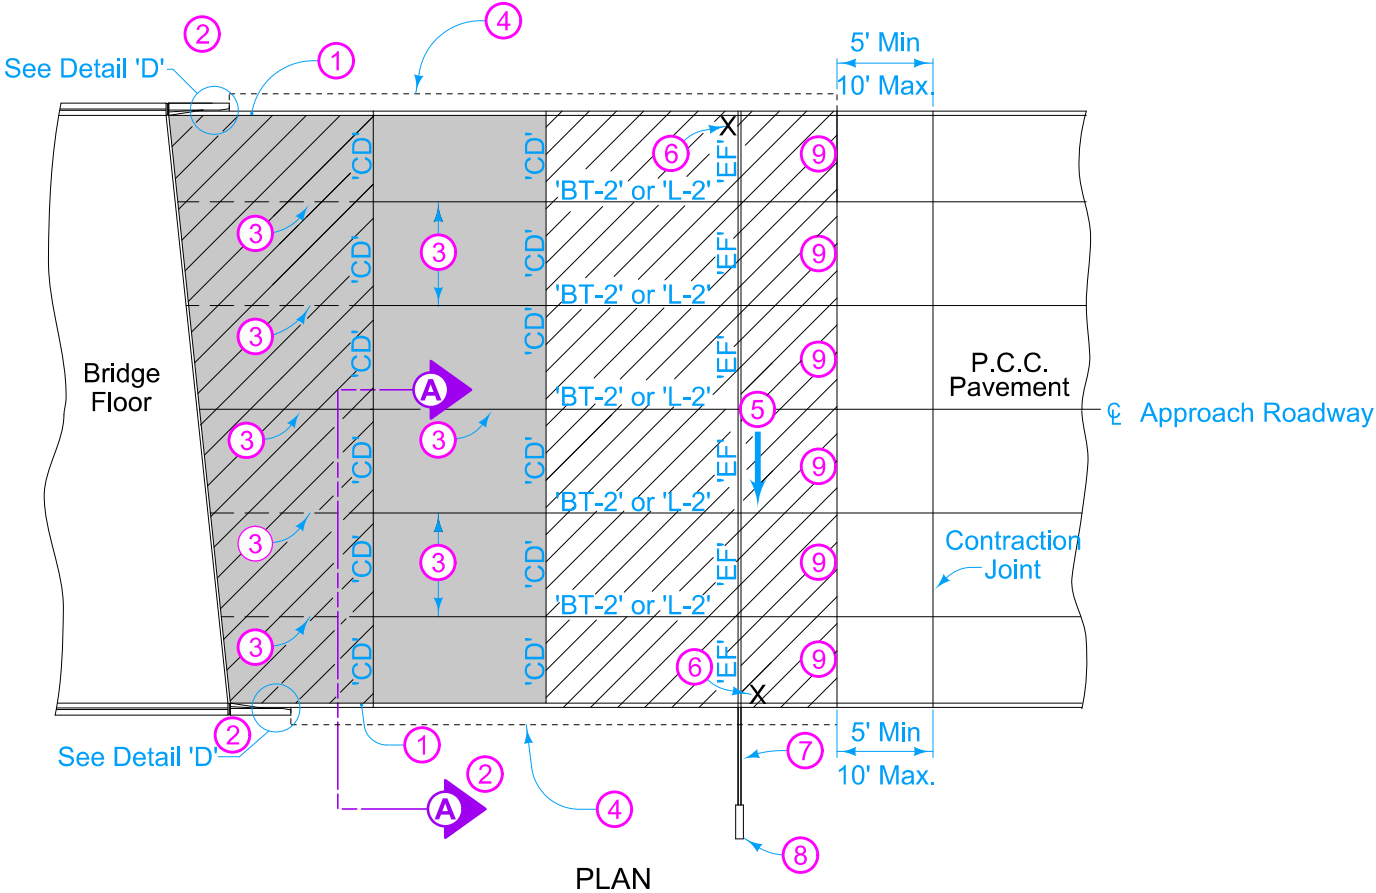 2
4
5' Min
See Detail 'D'
1
10' Max.
6
X
'CD'
'CD'
'EF'
9
'BT-2' or 'L-2'
3
3
'CD'
'CD'
'EF'
9
'BT-2' or 'L-2'
3
'CD'
'CD'
'EF'
9
P.C.C.
Pavement
Bridge
Floor
A
'BT-2' or 'L-2'
5
℄ Approach Roadway
3
3
'CD'
'CD'
'EF'
9
'BT-2' or 'L-2'
3
3
'CD'
'CD'
'EF'
9
Contraction
Joint
'BT-2' or 'L-2'
3
'CD'
'CD'
6
'EF'
9
X
2
See Detail 'D'
1
2
7
5' Min
10' Max.
A
4
8
PLAN